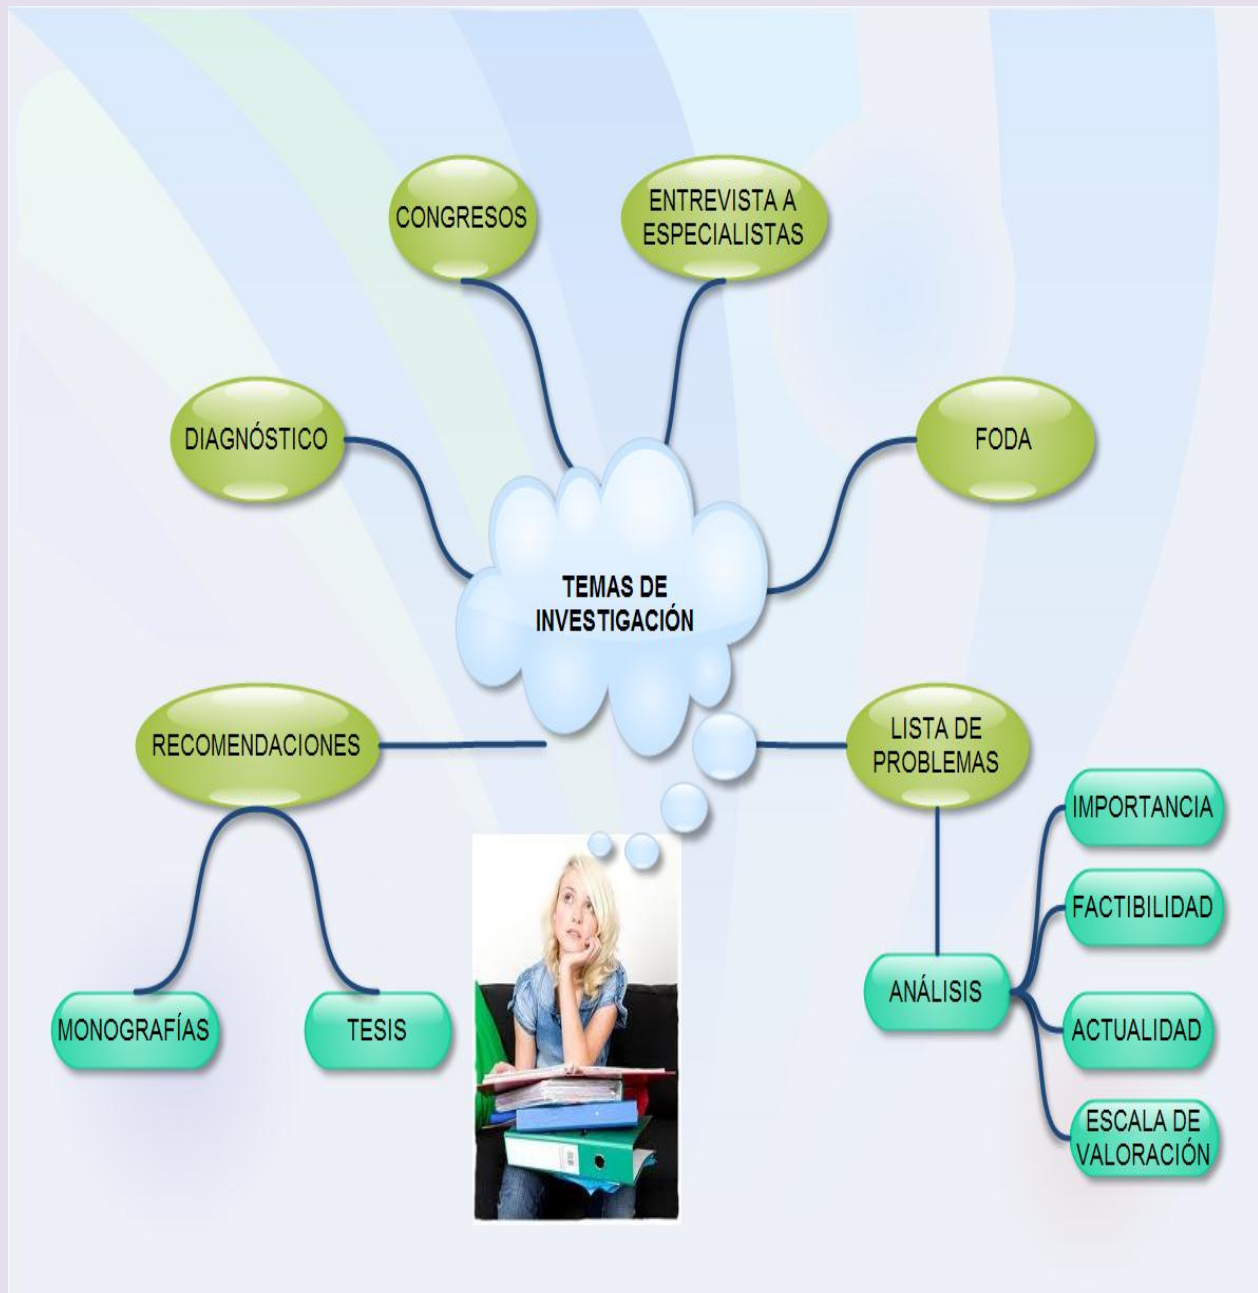 CONGRESOS
ENTREVISTA A
ESPECIALISTAS
DIAGNÓSTICO
FODA
TEMAS DE
INVESTIGACIÓN
RECOMENDACIONES
LISTA DE
PROBLEMAS
IMPORTANCIA
FACTIBILIDAD
ANÁLISIS
MONOGRAFÍAS
TESIS
ACTUALIDAD
ESCALA DE
VALORACIÓN